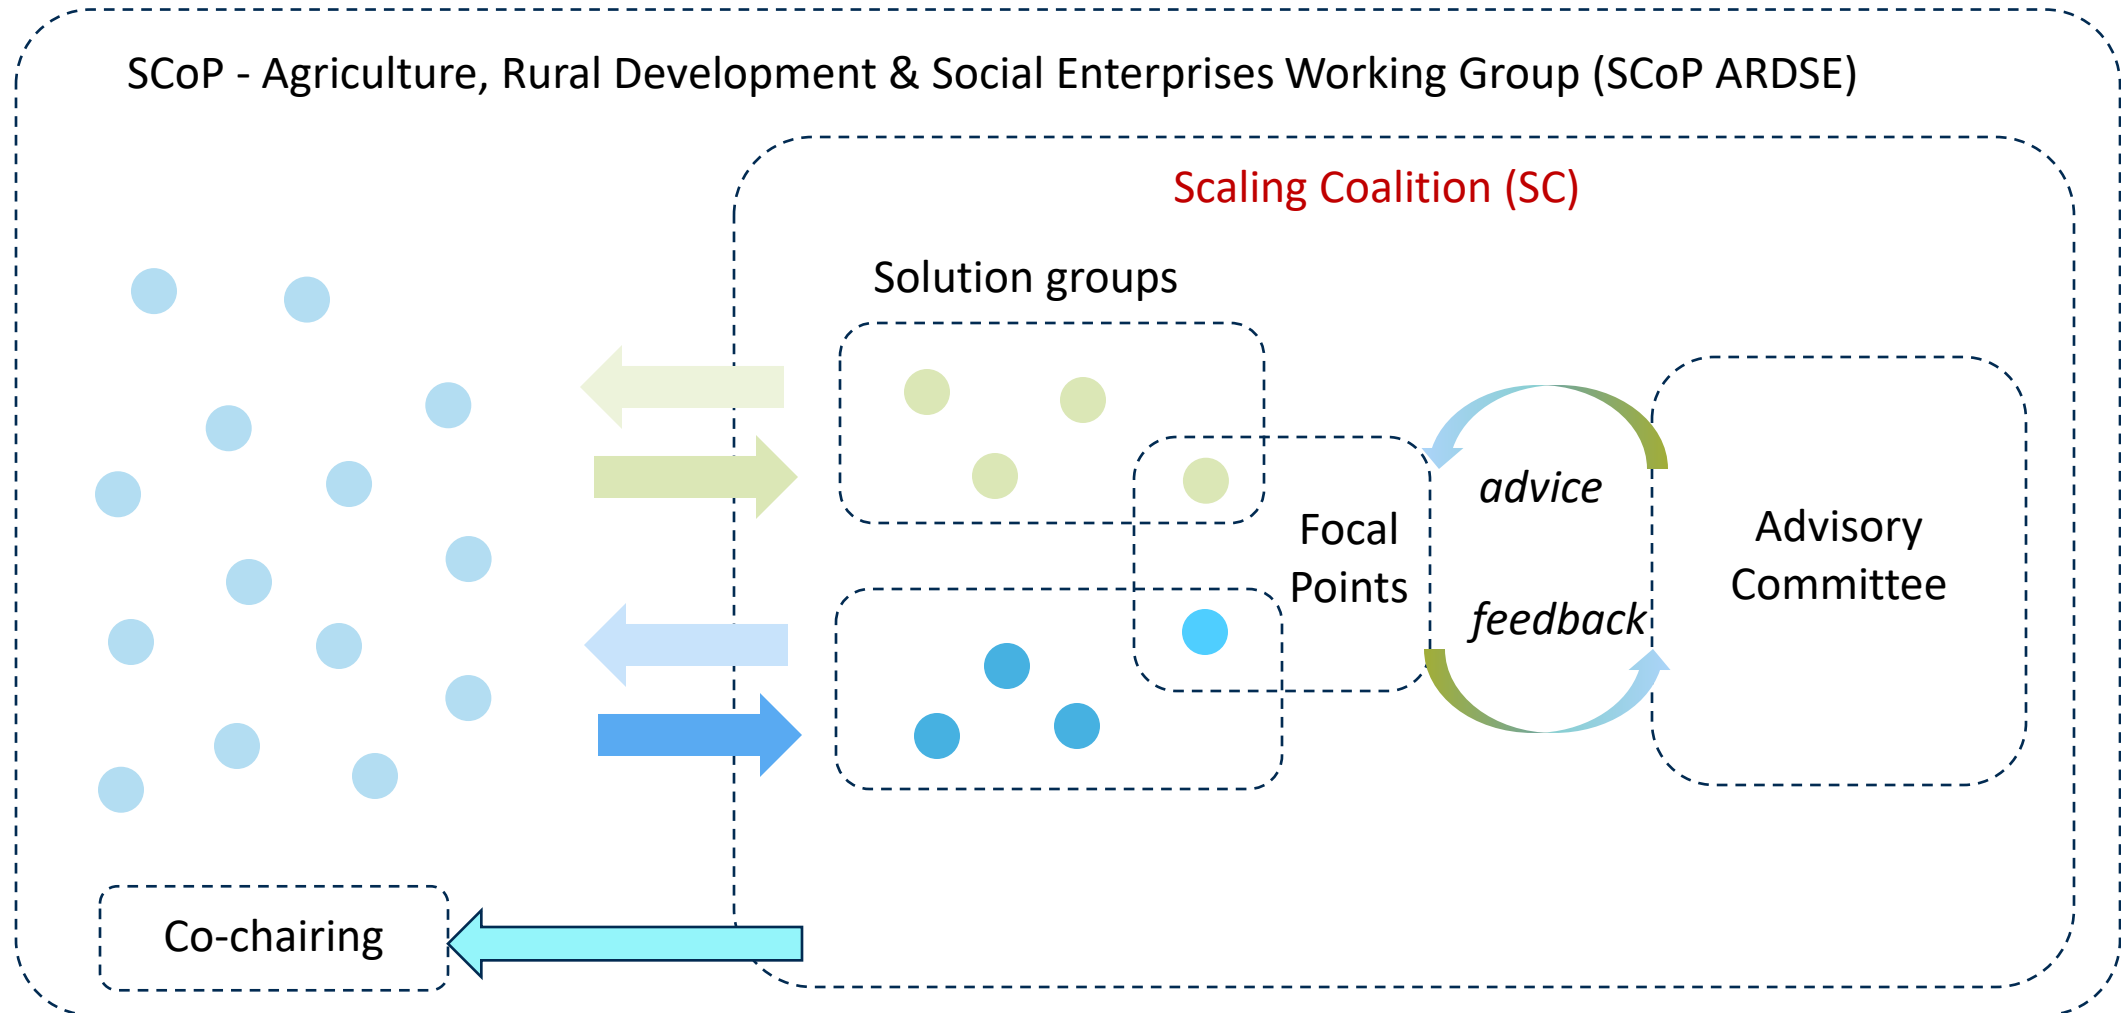 SCoP - Agriculture, Rural Development & Social Enterprises Working Group (SCoP ARDSE)
Scaling Coalition (SC)
Solution groups
Focal
Points
advice
feedback
Advisory
Committee
Co-chairing